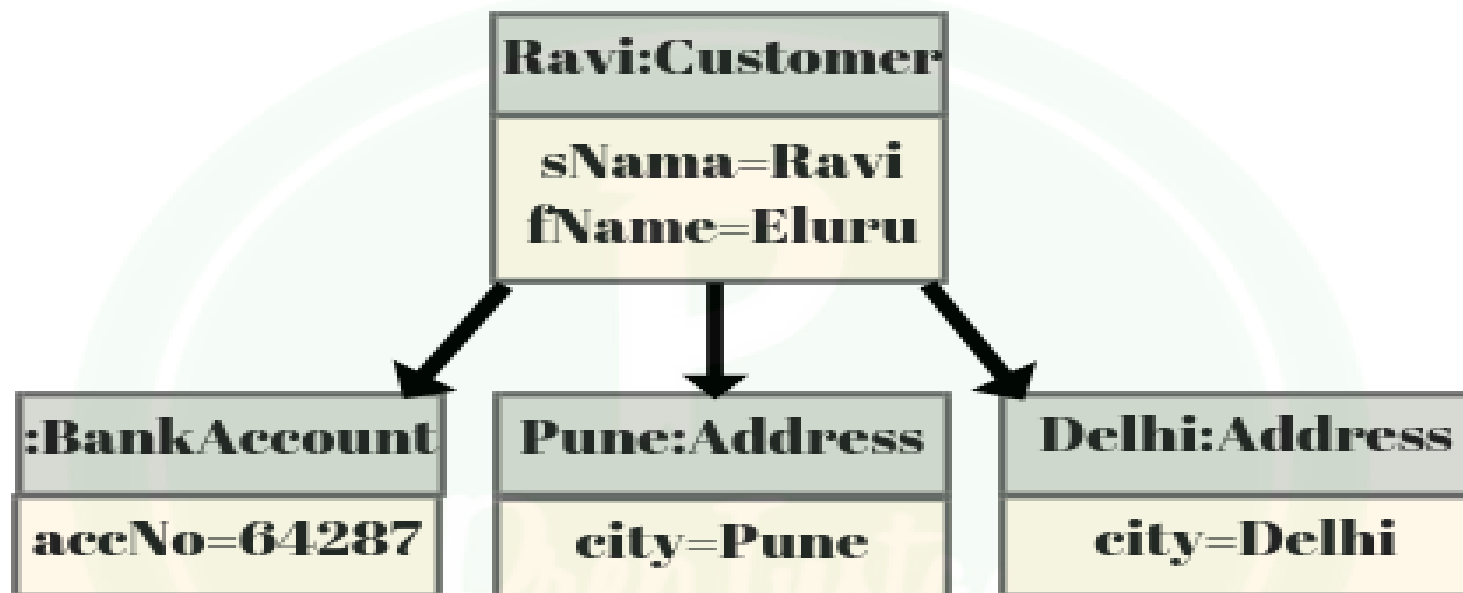 Ravi:Customer
sNama=Ravi
fName=Eluru
:BankAccount
Pune:Address
Delhi:Address
accNo=64287
city=Pune
city=Delhi